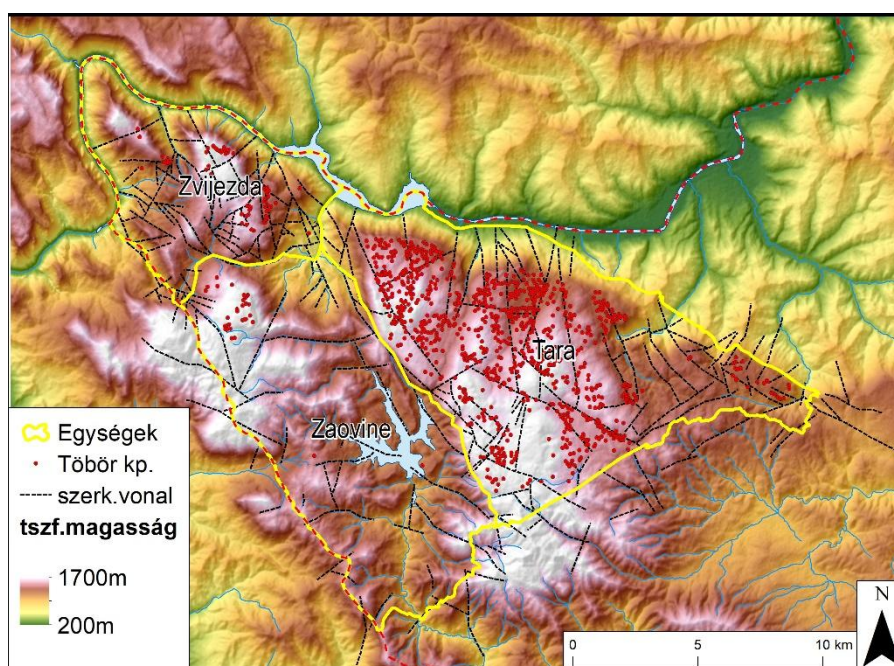 Zvijezda
Tara
Zaovine
Egységek
Töbör kp.
szerk.vonal
tszf.magasság
1700m
200m
N
0 5 10 km